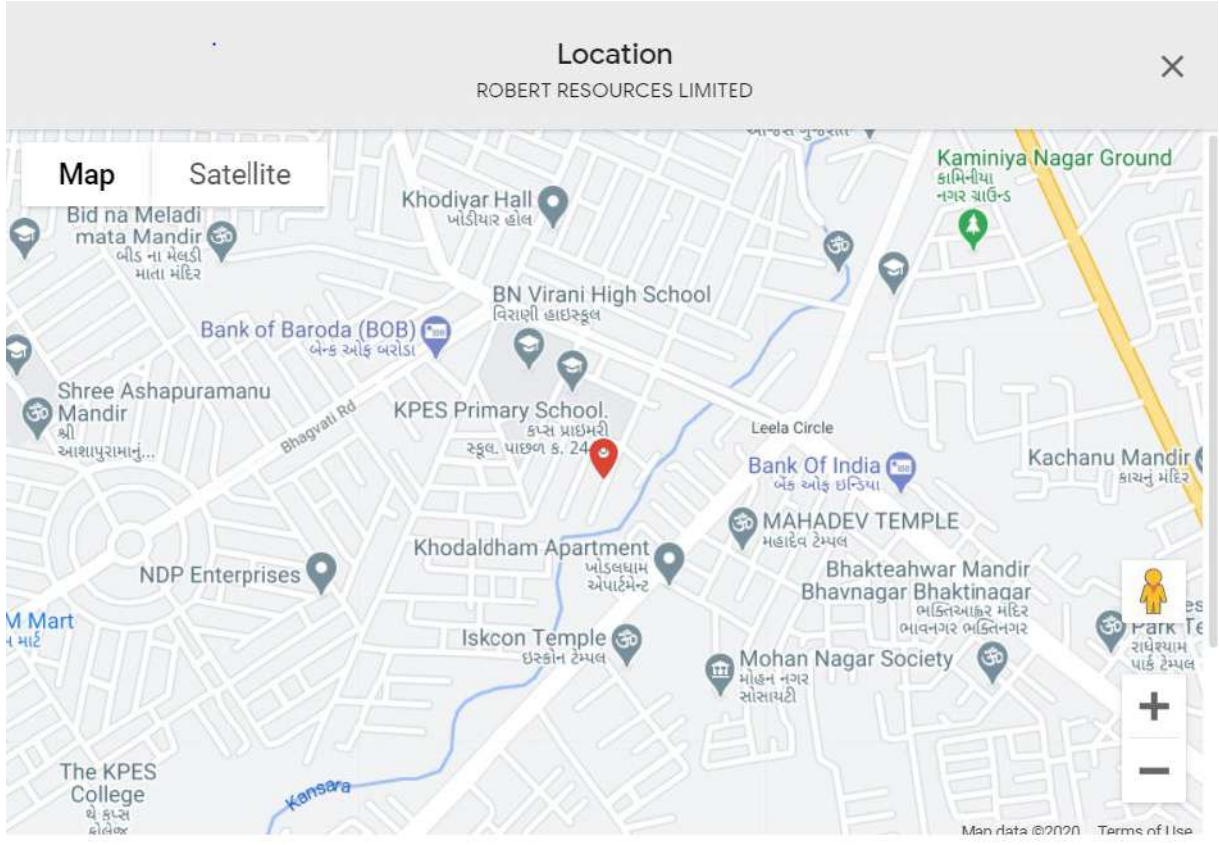 Location
ROBERT RESOURCES LIMITED
Map
Satellite
Kaminiya Nagar Ground
કામિનીયા
નગર ગ્રાઉન્ડ
Khodiyar Hall
ખોડીયાર હોલ
Bid na Meladi
mata Mandir
બીડ ના મેલડી
માતા મંદિર
BN Virani High School
વિરાણી હાઇસ્કૂલ
Bank of Baroda (BOB)
બેન્ક ઓફ બરોડા
Shree Ashapuramanu
Mandir
શ્રી
આશાપુરામાનું...
Bhagvati Rd
KPES Primary School.
કપ્સ પ્રાઇમરી
સ્કૂલ. પાછળ ક. 24
Leela Circle
Bank Of India
બેંક ઓફ ઇન્ડિયા
Kachanu Mandir
કાચનું મંદિર
MAHADEV TEMPLE
મહાદેવ ટેમ્પલ
Khodaldham Apartment
ખોડલધામ
એપાર્ટમેન્ટ
NDP Enterprises
Bhakteahwar Mandir
Bhavnagar Bhaktinagar
ભક્તિઆશ્રર મંદિર
ભાવનગર ભક્તિનગર
M Mart
માર્ટ
Iskcon Temple
ઇસ્કોન ટેમ્પલ
Park Te
રાધેશ્યામ
પાર્ક ટેમ્પલ
Mohan Nagar Society
મોહન નગર
સોસાયટી
The KPES
College
થે કપ્સ
કોલેજ
Kansara
Map data ©2020
Terms of Use